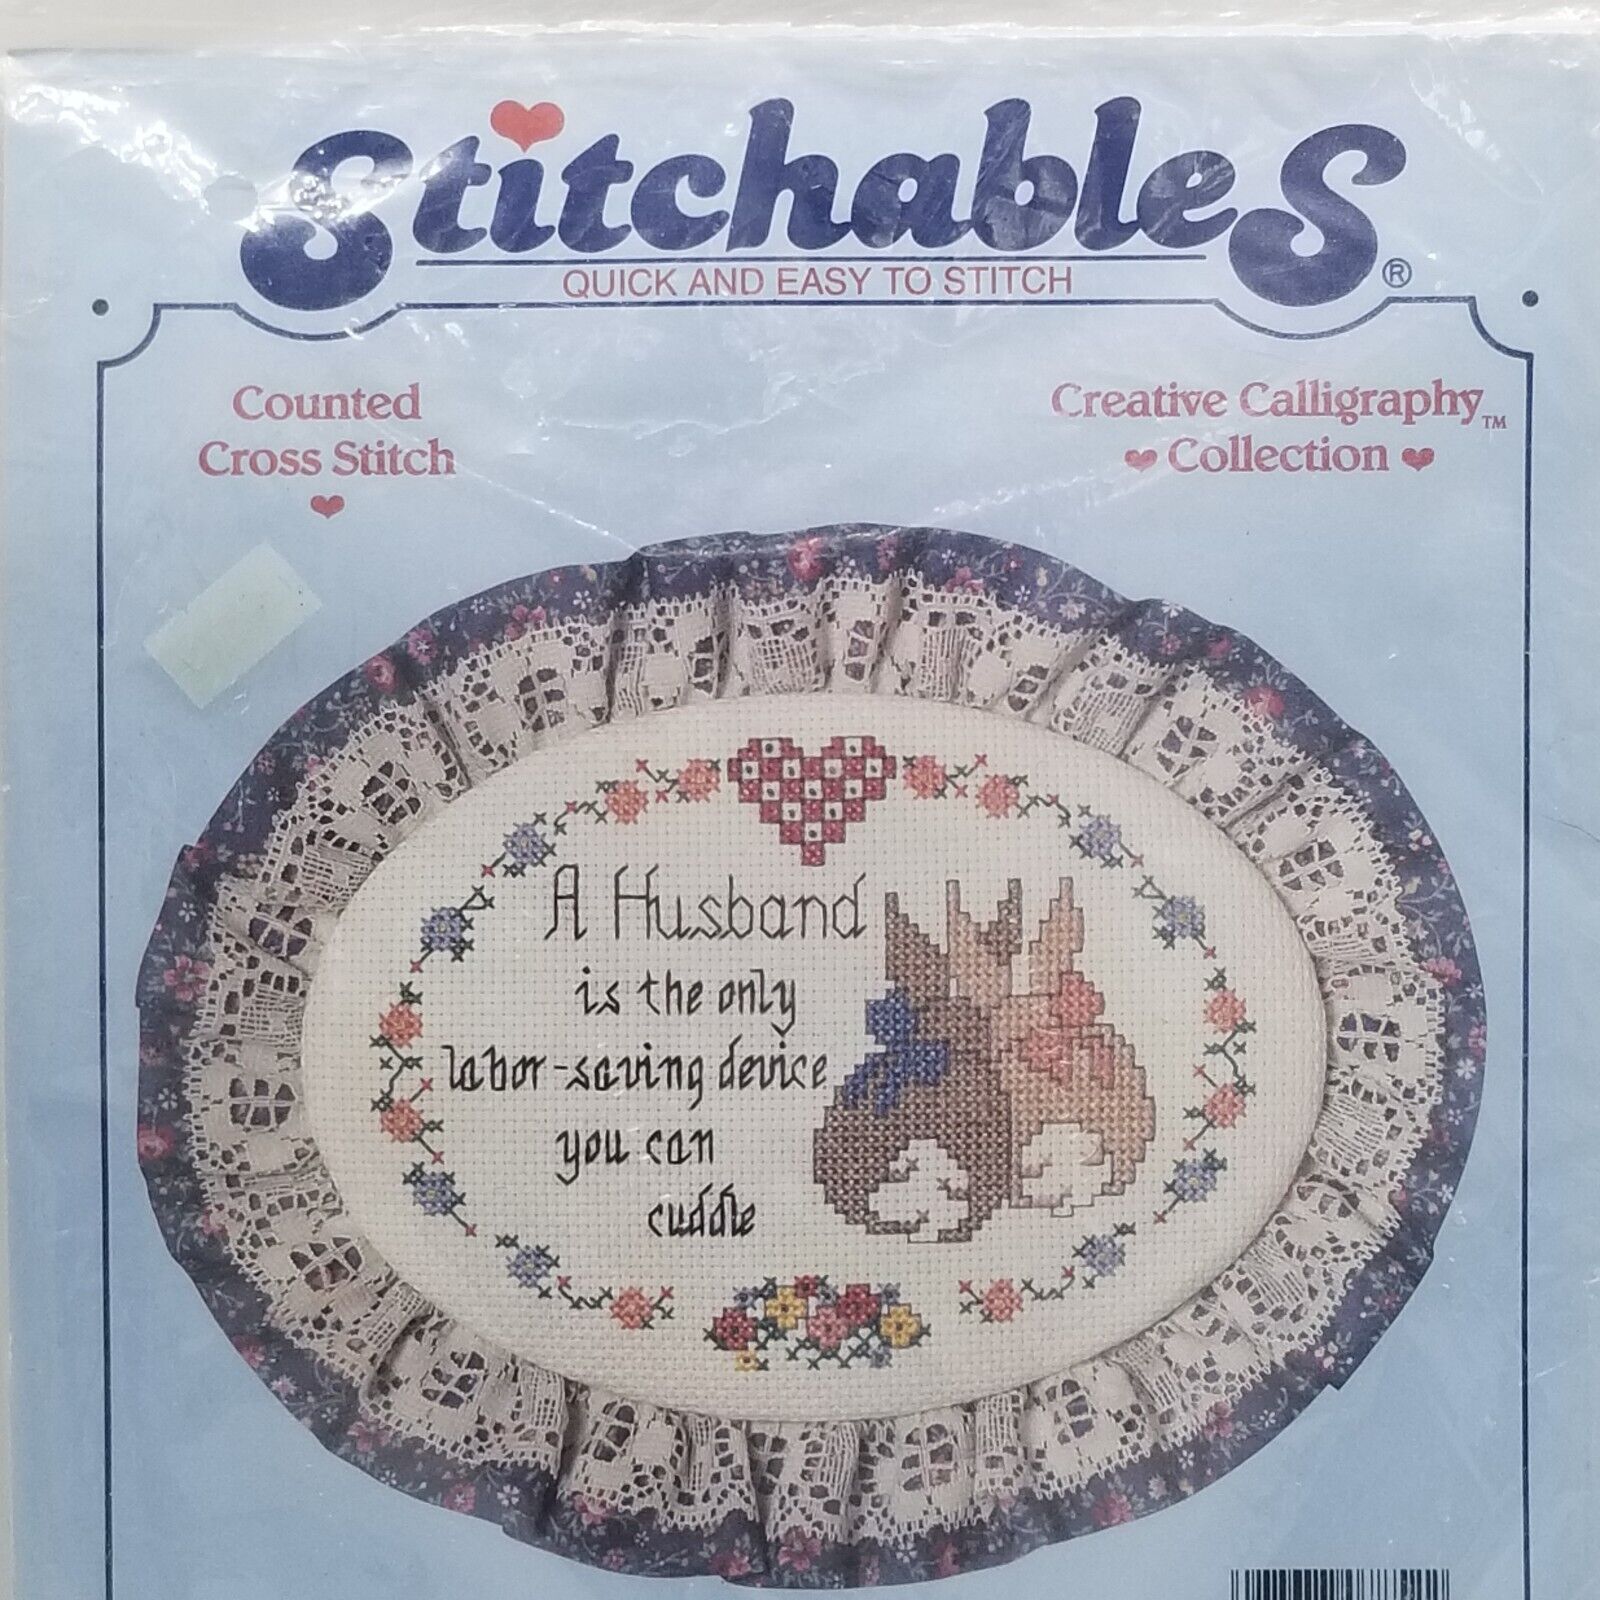 Stitchables®
QUICK AND EASY TO STITCH
Counted
Cross Stitch
Creative Calligraphy™
Collection
A Husband
is the only
labor-saving device
you can
cuddle